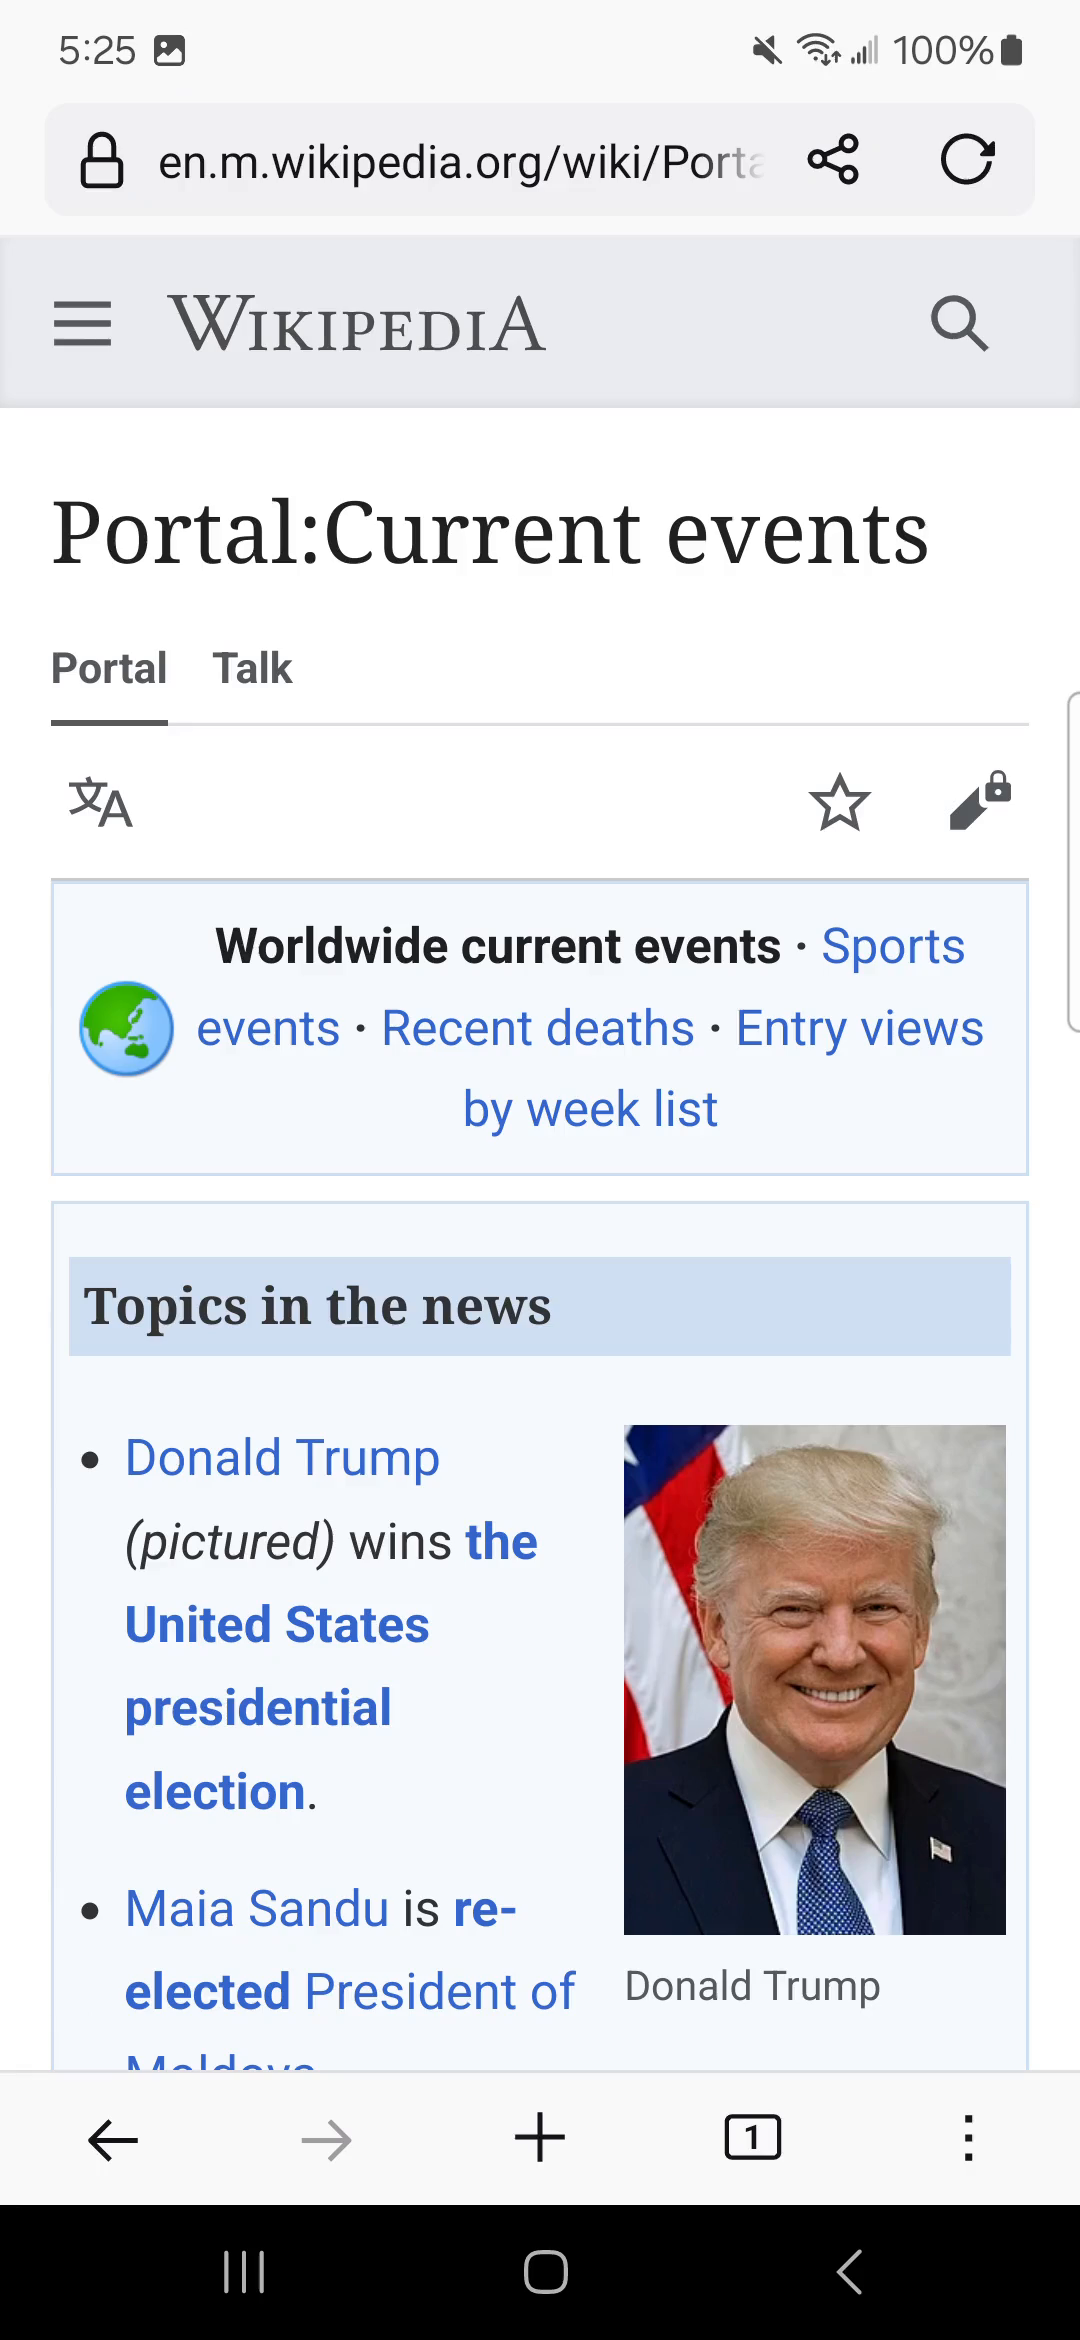 5:25
100%
en.m.wikipedia.org/wiki/Porta
WIKIPEDIA
Portal:Current events
Portal Talk
Worldwide current events · Sports
events · Recent deaths · Entry views
by week list
Topics in the news
Donald Trump
(pictured) wins the
United States
presidential
election.
Maia Sandu is re-
elected President of
Moldova
Donald Trump
1